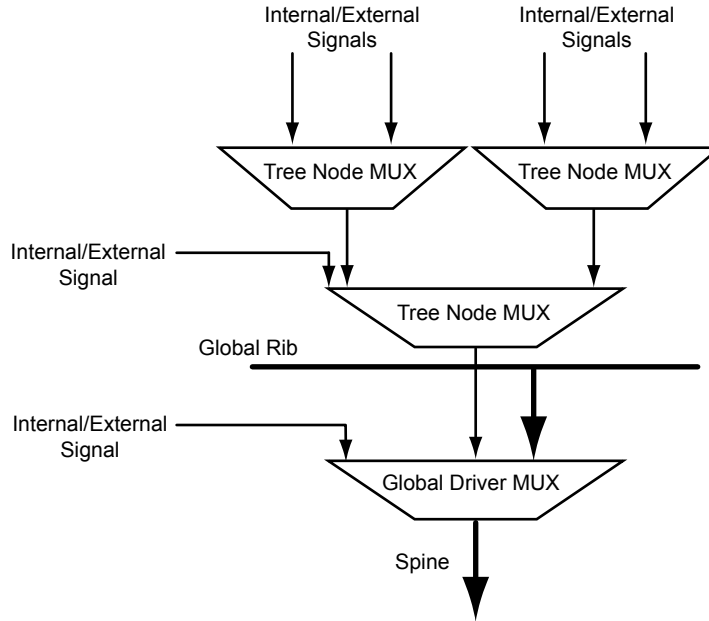 Internal/External
Signals
Internal/External
Signals
Tree Node MUX
Tree Node MUX
Internal/External
Signal
Tree Node MUX
Global Rib
Internal/External
Signal
Global Driver MUX
Spine